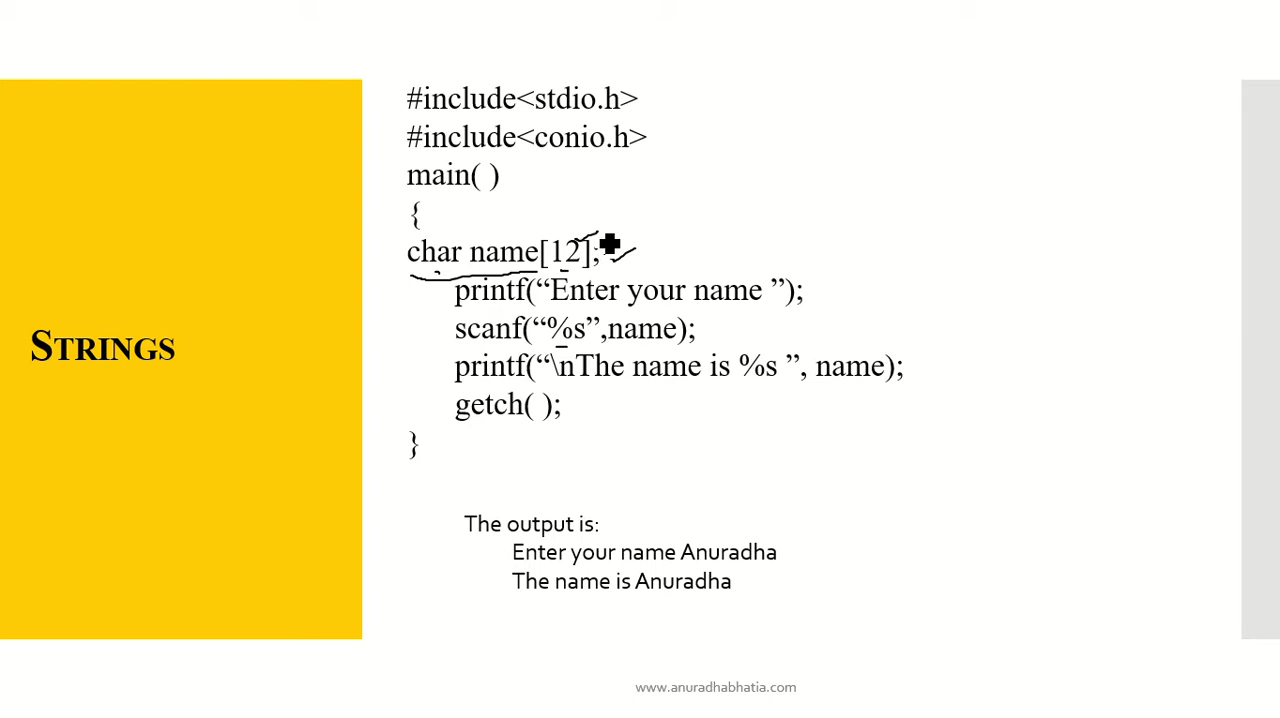 STRINGS
#include<stdio.h>
#include<conio.h>
main( )
{
char name[12];
printf(“Enter your name ”);
scanf(“%s”,name);
printf(“\nThe name is %s ”, name);
getch( );
}
The output is:
Enter your name Anuradha
The name is Anuradha
www.anuradhabhatia.com